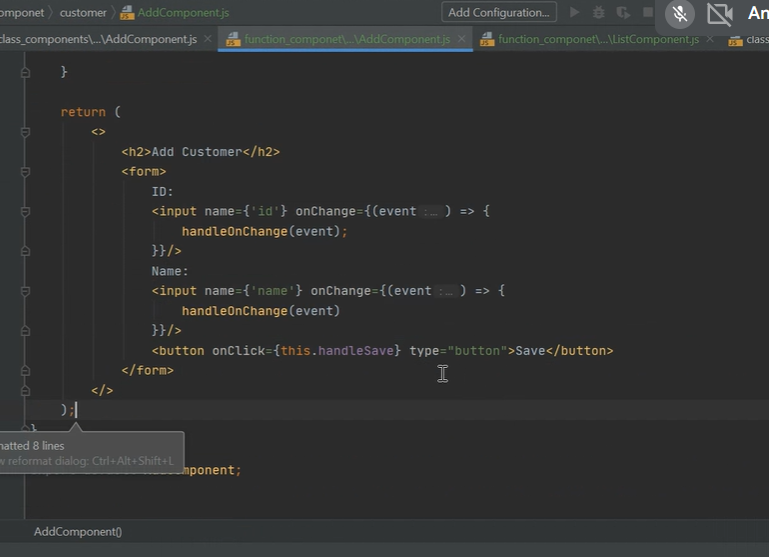 omponet customer AddComponent.js Add Configuration... An
class_components\...\AddComponent.js function_componet\...\AddComponent.js function_componet\...\ListComponent.js class
}
return (
<>
<h2>Add Customer</h2>
<form>
ID:
<input name={'id'} onChange={(event :... ) => {
handleOnChange(event);
}}/>
Name:
<input name={'name'} onChange={(event :... ) => {
handleOnChange(event)
}}/>
<button onClick={this.handleSave} type="button">Save</button>
</form>
</>
);
}
matted 8 lines
w reformat dialog: Ctrl+Alt+Shift+L
mponent;
AddComponent()